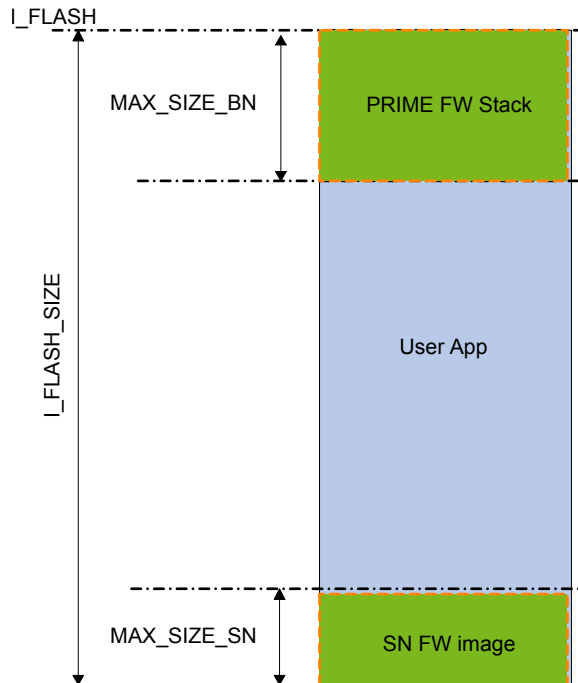 I_FLASH
MAX_SIZE_BN
PRIME FW Stack
I_FLASH_SIZE
User App
MAX_SIZE_SN
SN FW image